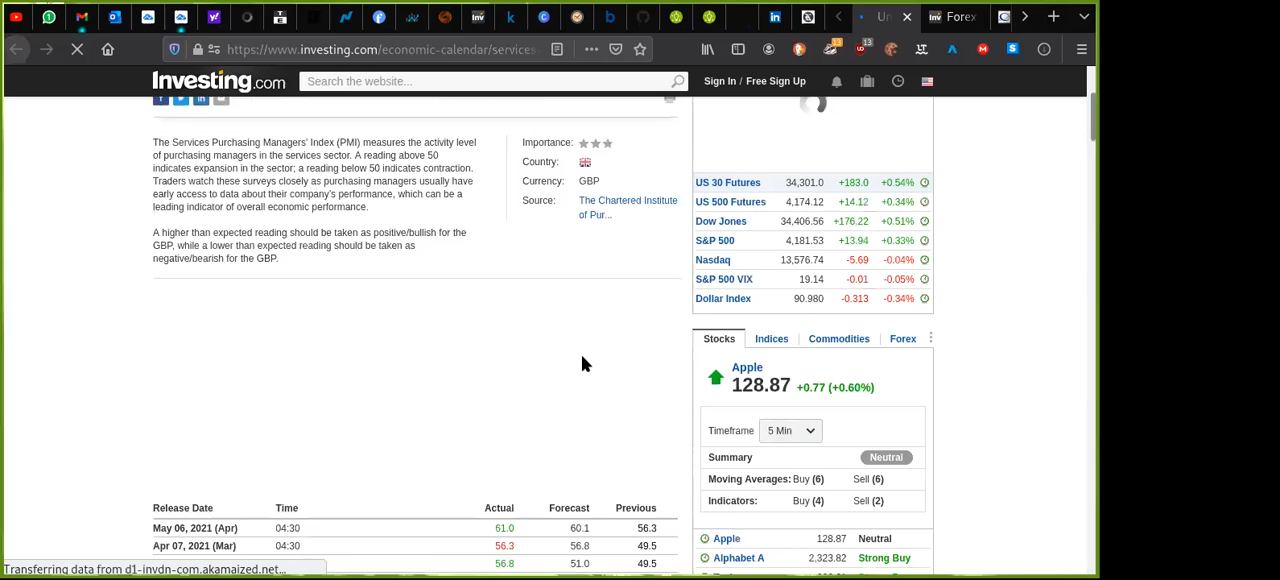 Un
Inv Forex
https://www.investing.com/economic-calendar/services-
13
13
Investing.com
Search the website...
Sign In / Free Sign Up
The Services Purchasing Managers' Index (PMI) measures the activity level
of purchasing managers in the services sector. A reading above 50
indicates expansion in the sector; a reading below 50 indicates contraction.
Traders watch these surveys closely as purchasing managers usually have
early access to data about their company's performance, which can be a
leading indicator of overall economic performance.
A higher than expected reading should be taken as positive/bullish for the
GBP, while a lower than expected reading should be taken as
negative/bearish for the GBP.
Importance:
Country:
Currency: GBP
Source: The Chartered Institute
of Pur...
US 30 Futures 34,301.0 +183.0 +0.54%
US 500 Futures 4,174.12 +14.12 +0.34%
Dow Jones 34,406.56 +176.22 +0.51%
S&P 500 4,181.53 +13.94 +0.33%
Nasdaq 13,576.74 -5.69 -0.04%
S&P 500 VIX 19.14 -0.01 -0.05%
Dollar Index 90.980 -0.313 -0.34%
Stocks Indices Commodities Forex
Apple
128.87 +0.77 (+0.60%)
Timeframe 5 Min
Summary Neutral
Moving Averages: Buy (6) Sell (6)
Indicators: Buy (4) Sell (2)
Apple 128.87 Neutral
Alphabet A 2,323.82 Strong Buy
Release Date Time Actual Forecast Previous
May 06, 2021 (Apr) 04:30 61.0 60.1 56.3
Apr 07, 2021 (Mar) 04:30 56.3 56.8 49.5
56.8 51.0 49.5
Transferring data from d1-invdn-com.akamaized.net...